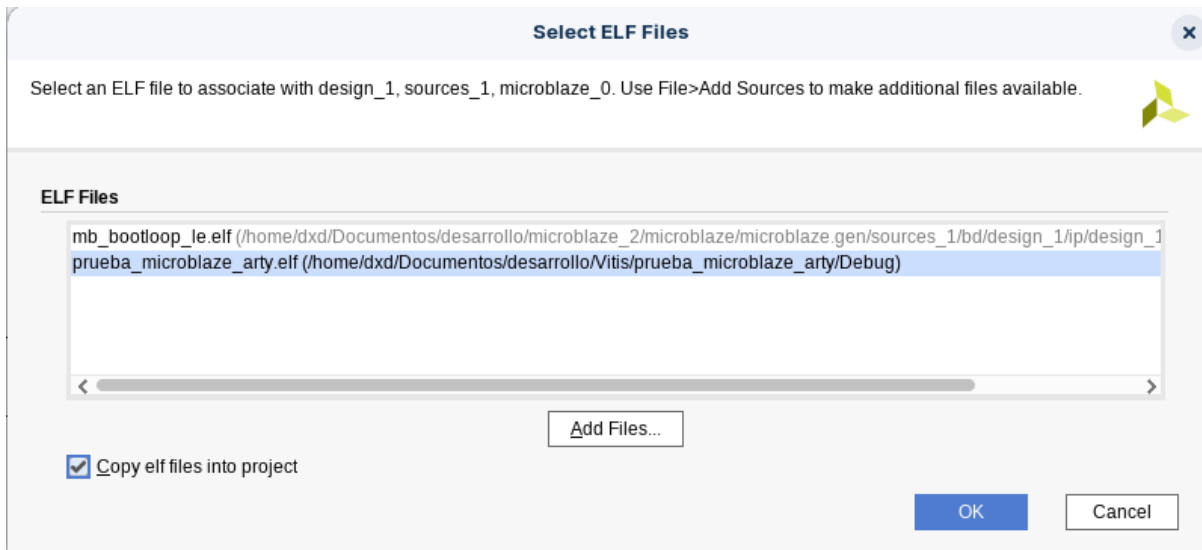 Select ELF Files
Select an ELF file to associate with design_1, sources_1, microblaze_0. Use File>Add Sources to make additional files available.
ELF Files
mb_bootloop_le.elf (/home/dxd/Documentos/desarrollo/microblaze_2/microblaze/microblaze.gen/sources_1/bd/design_1/ip/design_1
prueba_microblaze_arty.elf (/home/dxd/Documentos/desarrollo/Vitis/prueba_microblaze_arty/Debug)
Add Files...
Copy elf files into project
OK Cancel